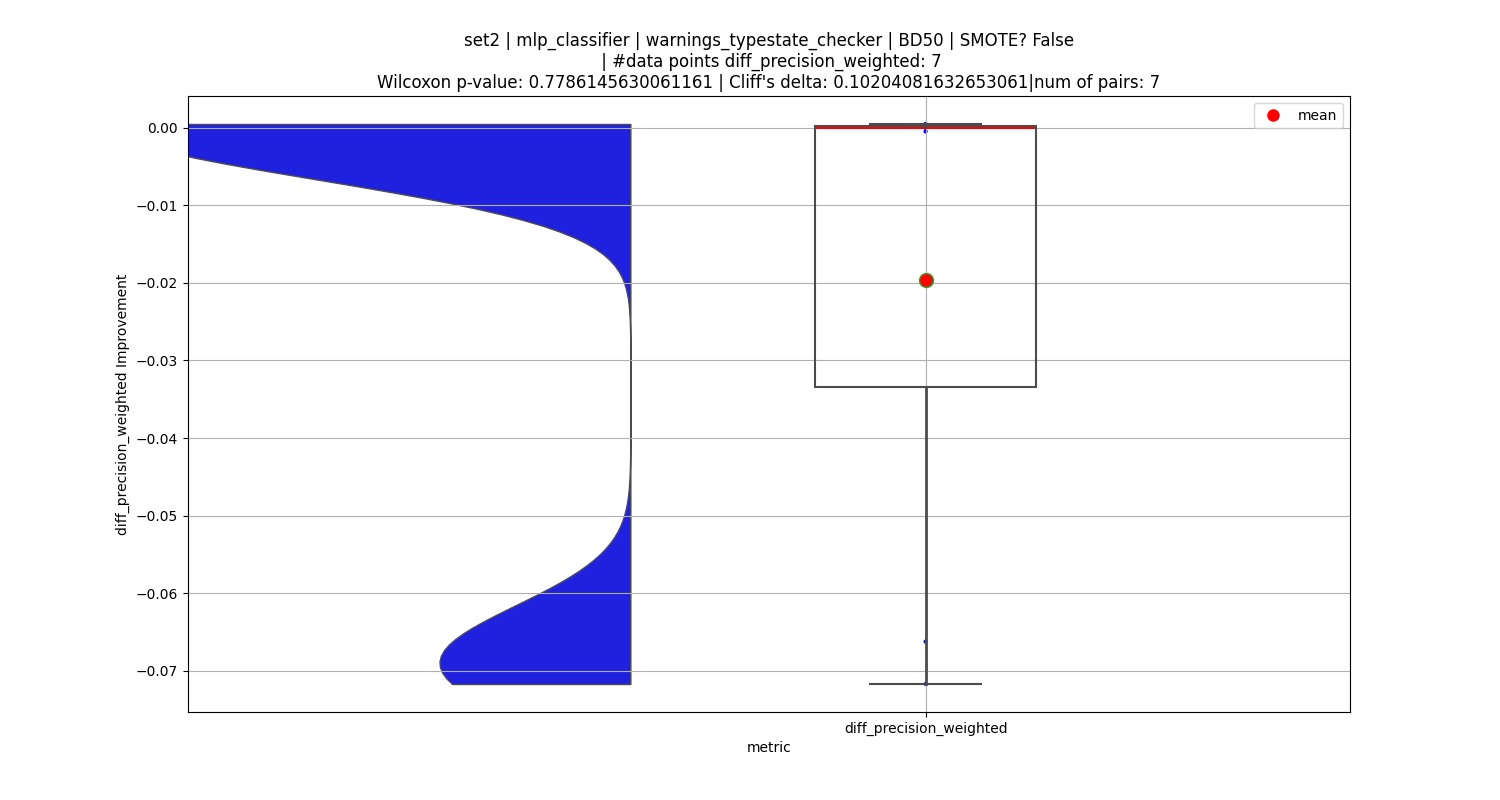 set2 | mlp_classifier | warnings_typestate_checker | BD50 | SMOTE? False
| #data points diff_precision_weighted: 7
Wilcoxon p-value: 0.7786145630061161 | Cliff's delta: 0.10204081632653061|num of pairs: 7
mean
0.00
−0.01
−0.02
−0.03
−0.04
−0.05
−0.06
−0.07
diff_precision_weighted Improvement
diff_precision_weighted
metric